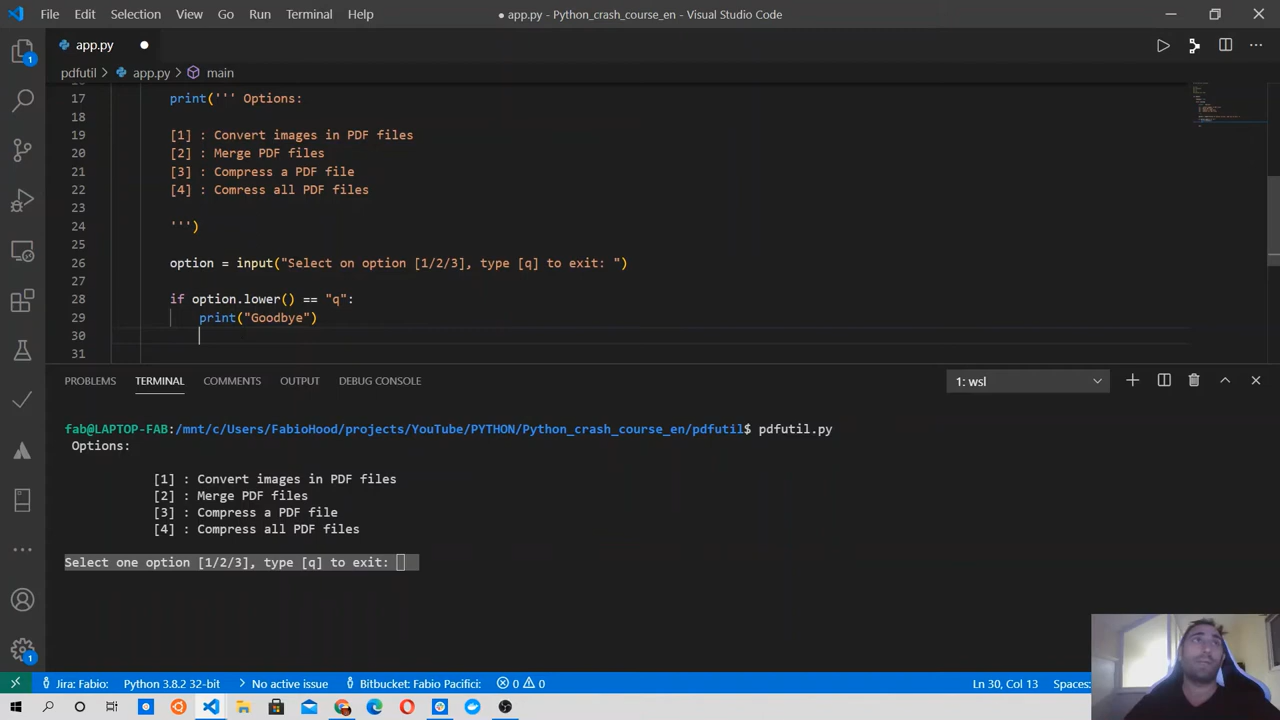 File Edit Selection View Go Run Terminal Help
● app.py - Python_crash_course_en - Visual Studio Code
app.py
pdfutil > app.py > main
17 print(''' Options:
18
19 [1] : Convert images in PDF files
20 [2] : Merge PDF files
21 [3] : Compress a PDF file
22 [4] : Comress all PDF files
23
24 ''')
25
26 option = input("Select on option [1/2/3], type [q] to exit: ")
27
28 if option.lower() == "q":
29 print("Goodbye")
30
31
PROBLEMS TERMINAL COMMENTS OUTPUT DEBUG CONSOLE 1: wsl
fab@LAPTOP-FAB:/mnt/c/Users/FabioHood/projects/YouTube/PYTHON/Python_crash_course_en/pdfutil$ pdfutil.py
Options:
[1] : Convert images in PDF files
[2] : Merge PDF files
[3] : Compress a PDF file
[4] : Compress all PDF files
Select one option [1/2/3], type [q] to exit:
1
1
Jira: Fabio: Python 3.8.2 32-bit No active issue Bitbucket: Fabio Pacifici: 0 0 Ln 30, Col 13 Spaces: